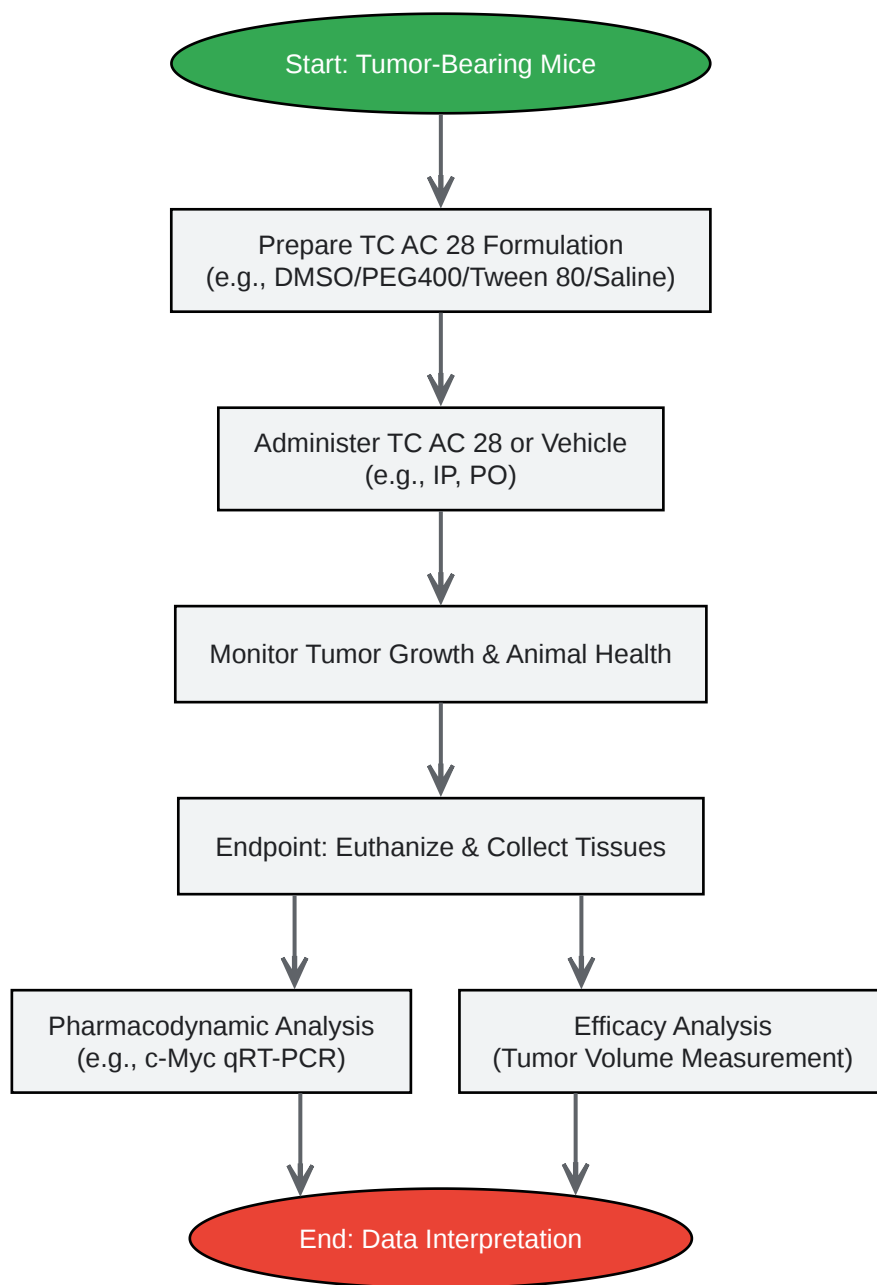 Start: Tumor-Bearing Mice
Prepare TC AC 28 Formulation
(e.g., DMSO/PEG400/Tween 80/Saline)
Administer TC AC 28 or Vehicle
(e.g., IP, PO)
Monitor Tumor Growth & Animal Health
Endpoint: Euthanize & Collect Tissues
Pharmacodynamic Analysis
(e.g., c-Myc qRT-PCR)
Efficacy Analysis
(Tumor Volume Measurement)
End: Data Interpretation